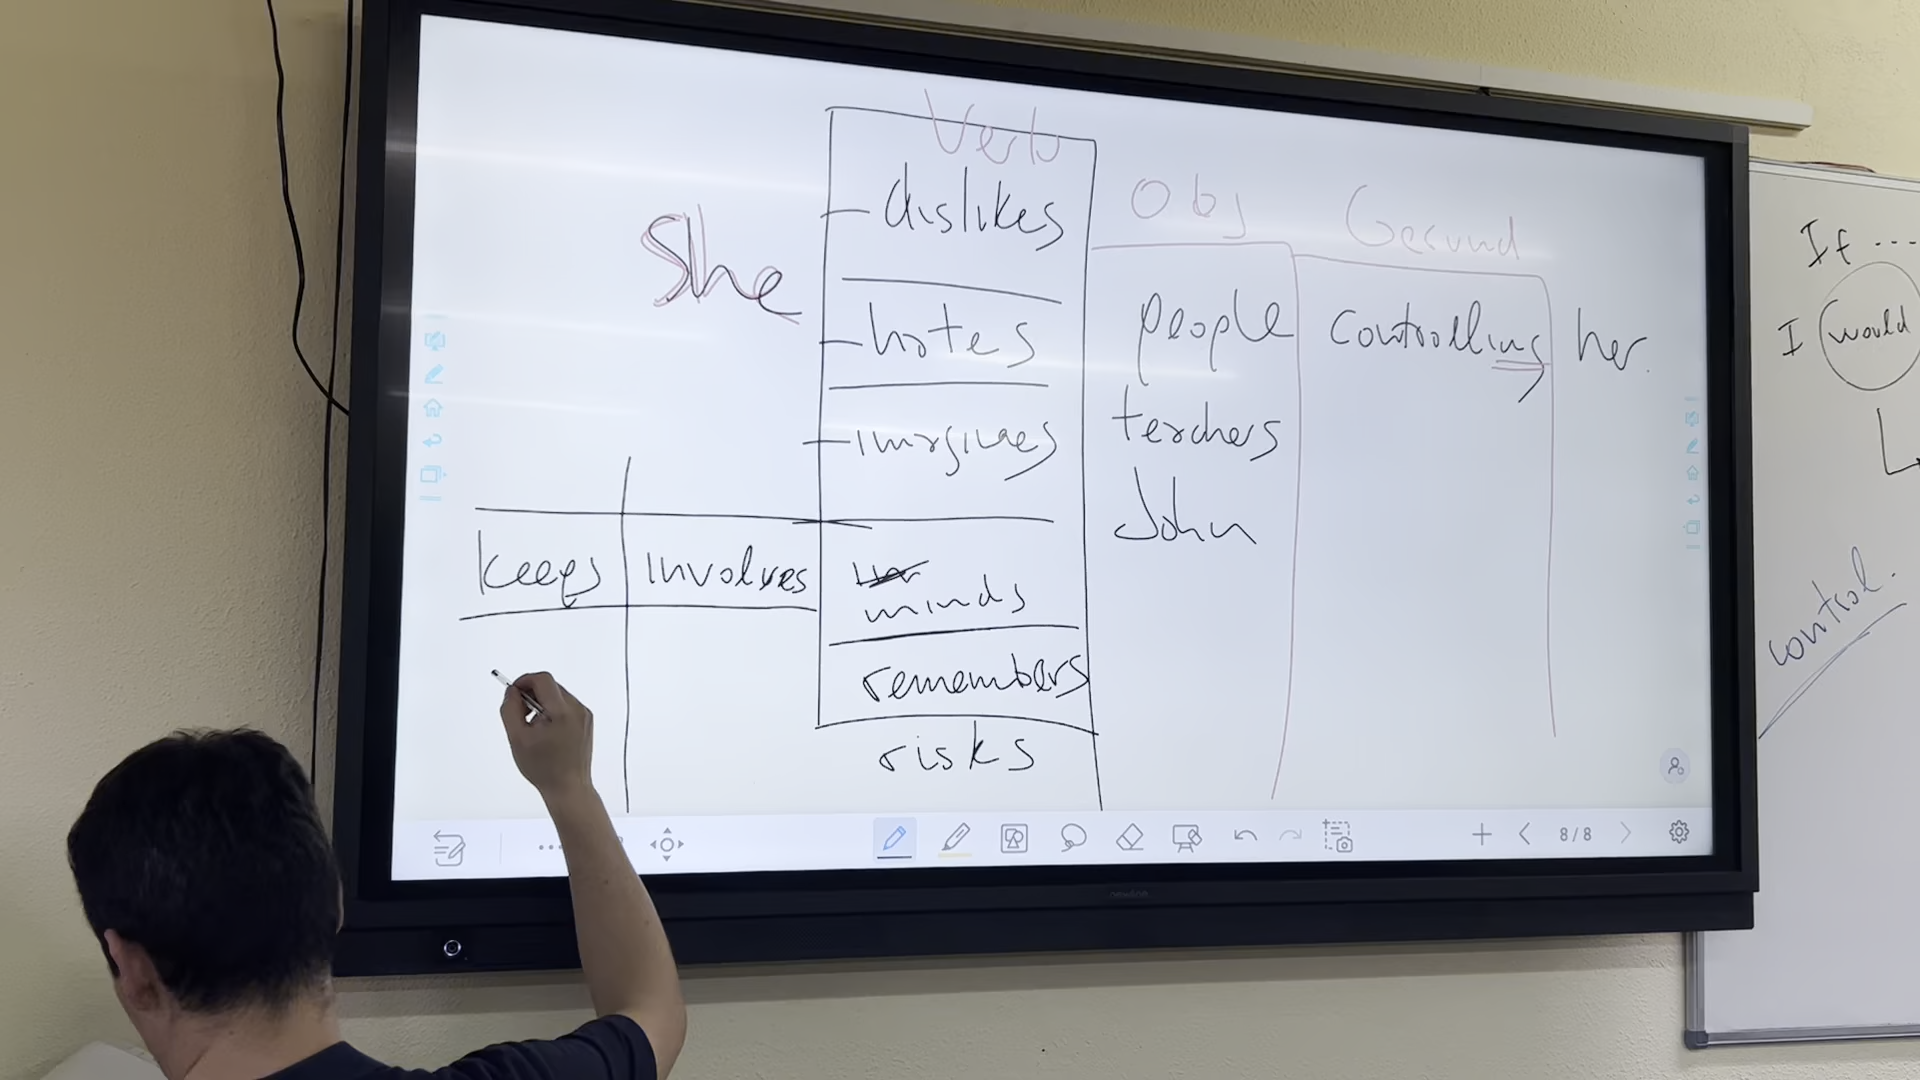 Verb
Obj
Gerund
She
dislikes
hates
imagines
minds
remembers
risks
keeps
involves
people
teachers
John
controlling
her.
8/8
If ....
I would
control.